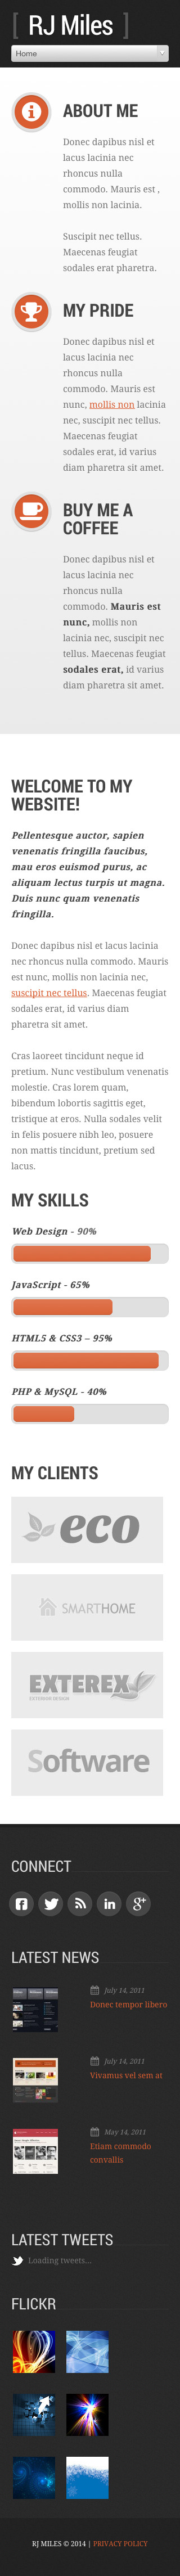 [ RJ Miles ]
Home
ABOUT ME
Donec dapibus nisl et
lacus lacinia nec
rhoncus nulla
commodo. Mauris est ,
mollis non lacinia.
Suscipit nec tellus.
Maecenas feugiat
sodales erat pharetra.
MY PRIDE
Donec dapibus nisl et
lacus lacinia nec
rhoncus nulla
commodo. Mauris est
nunc, mollis non lacinia
nec, suscipit nec tellus.
Maecenas feugiat
sodales erat, id varius
diam pharetra sit amet.
BUY ME A
COFFEE
Donec dapibus nisl et
lacus lacinia nec
rhoncus nulla
commodo. Mauris est
nunc, mollis non
lacinia nec, suscipit nec
tellus. Maecenas feugiat
sodales erat, id varius
diam pharetra sit amet.
WELCOME TO MY
WEBSITE!
Pellentesque auctor, sapien
venenatis fringilla faucibus,
mau eros euismod purus, ac
aliquam lectus turpis ut magna.
Duis nunc quam venenatis
fringilla.
Donec dapibus nisl et lacus lacinia
nec rhoncus nulla commodo. Mauris
est nunc, mollis non lacinia nec,
suscipit nec tellus. Maecenas feugiat
sodales erat, id varius diam
pharetra sit amet.
Cras laoreet tincidunt neque id
pretium. Nunc vestibulum venenatis
molestie. Cras lorem quam,
bibendum lobortis sagittis eget,
tristique at eros. Nulla sodales velit
in felis posuere nibh leo, posuere
non mattis tincidunt, pretium sed
lacus.
MY SKILLS
Web Design - 90%
JavaScript - 65%
HTML5 & CSS3 – 95%
PHP & MySQL - 40%
MY CLIENTS
eco
SMARTHOME
EXTEREX
EXTERIOR DESIGN
Software
CONNECT
LATEST NEWS
July 14, 2011
Donec tempor libero
July 14, 2011
Vivamus vel sem at
May 14, 2011
Etiam commodo
convallis
LATEST TWEETS
Loading tweets...
FLICKR
RJ MILES © 2014 | PRIVACY POLICY